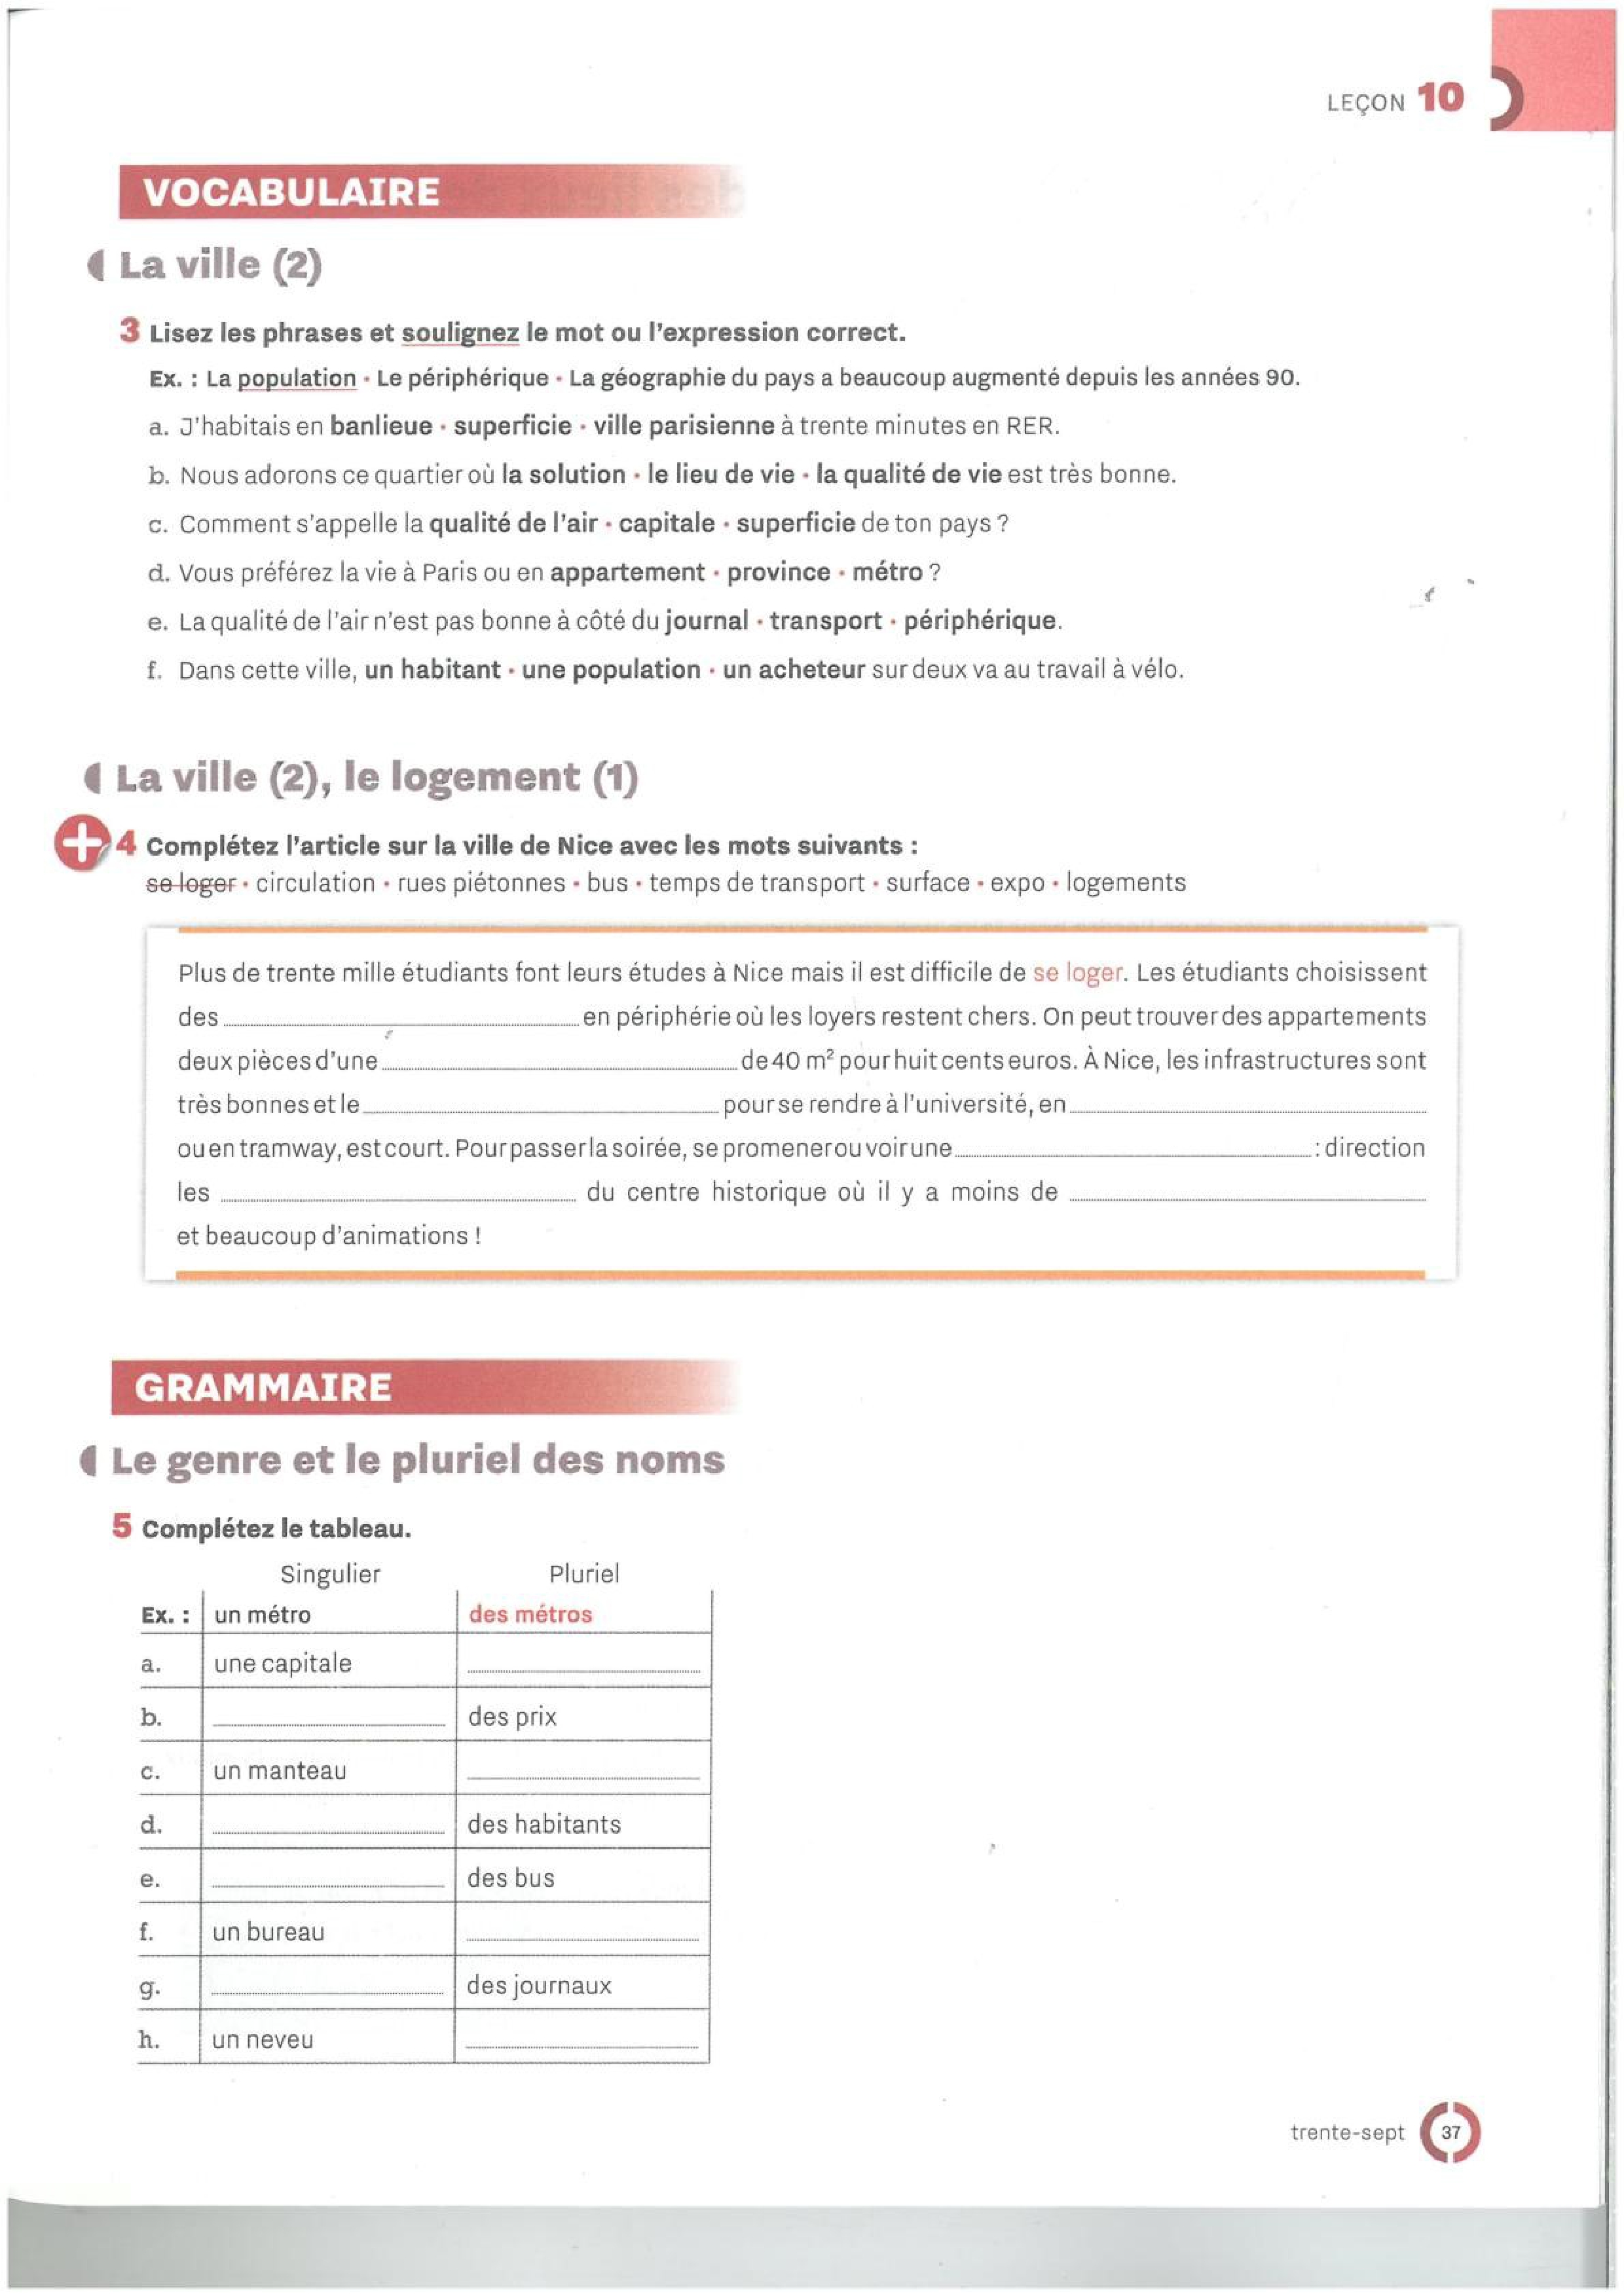 LEÇON 10
VOCABULAIRE
La ville (2)
3 Lisez les phrases et soulignez le mot ou l'expression correct.
Ex. : La population • Le périphérique • La géographie du pays a beaucoup augmenté depuis les années 90.
a. J'habitais en banlieue • superficie • ville parisienne à trente minutes en RER.
b. Nous adorons ce quartier où la solution • le lieu de vie • la qualité de vie est très bonne.
c. Comment s'appelle la qualité de l'air • capitale • superficie de ton pays ?
d. Vous préférez la vie à Paris ou en appartement • province • métro ?
e. La qualité de l'air n'est pas bonne à côté du journal • transport • périphérique.
f. Dans cette ville, un habitant • une population • un acheteur sur deux va au travail à vélo.
La ville (2), le logement (1)
+ 4 Complétez l'article sur la ville de Nice avec les mots suivants :
se loger • circulation • rues piétonnes • bus • temps de transport • surface • expo • logements
Plus de trente mille étudiants font leurs études à Nice mais il est difficile de se loger. Les étudiants choisissent
des ........ en périphérie où les loyers restent chers. On peut trouver des appartements
deux pièces d'une ........ de 40 m² pour huit cents euros. À Nice, les infrastructures sont
très bonnes et le ........ pour se rendre à l'université, en ........
ou en tramway, est court. Pour passer la soirée, se promener ou voir une ........ : direction
les ........ du centre historique où il y a moins de ........
et beaucoup d'animations !
GRAMMAIRE
Le genre et le pluriel des noms
5 Complétez le tableau.
Singulier Pluriel
Ex. : un métro des métros
a. une capitale ........
b. ........ des prix
c. un manteau ........
d. ........ des habitants
e. ........ des bus
f. un bureau ........
g. ........ des journaux
h. un neveu ........
trente-sept 37